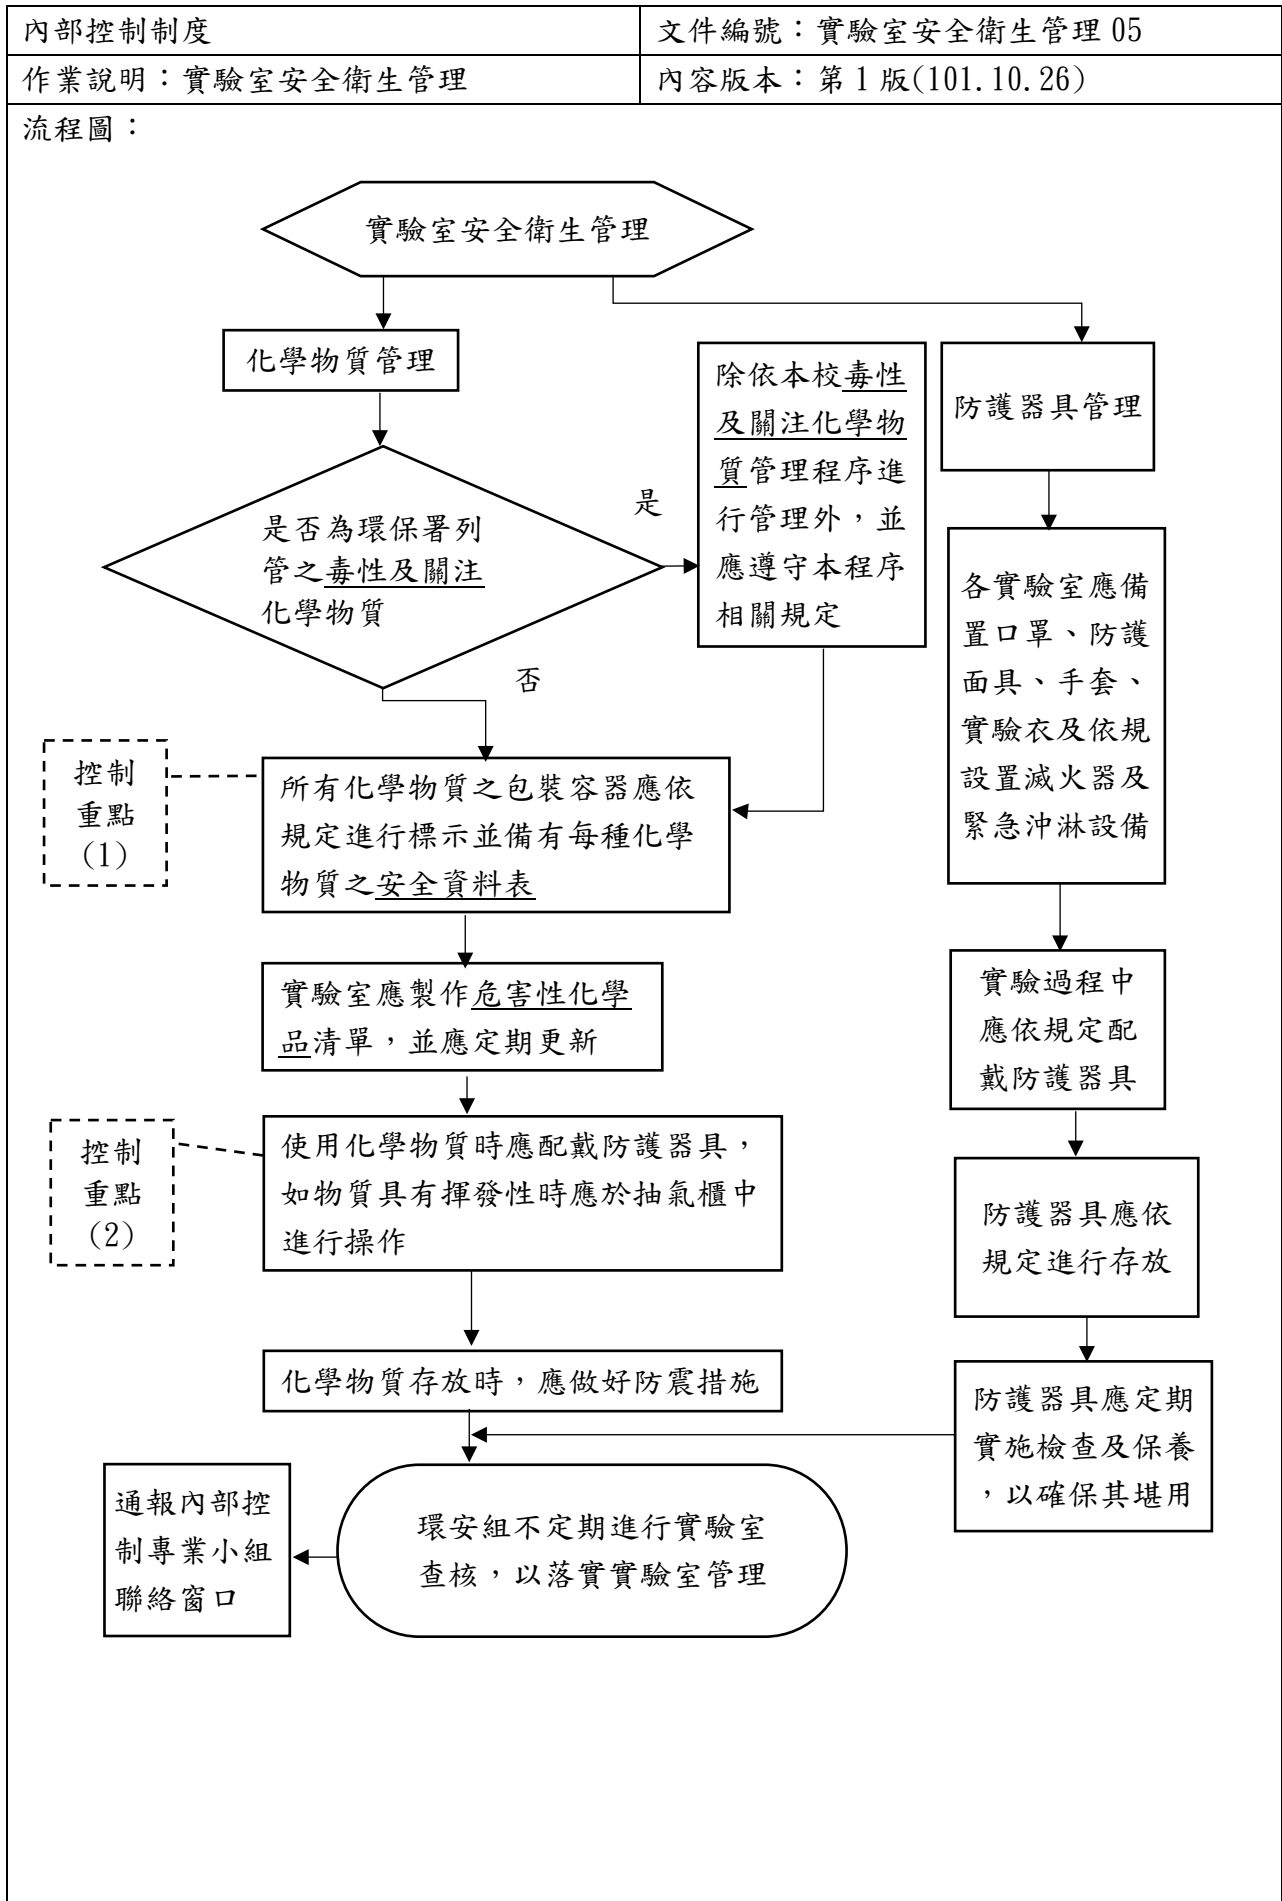 內部控制制度
文件編號：實驗室安全衛生管理 05
作業說明：實驗室安全衛生管理
內容版本：第 1 版(101.10.26)
流程圖：
實驗室安全衛生管理
化學物質管理
是否為環保署列
管之毒性及關注
化學物質
是
否
除依本校毒性
及關注化學物
質管理程序進
行管理外，並
應遵守本程序
相關規定
控制
重點
(1)
所有化學物質之包裝容器應依
規定進行標示並備有每種化學
物質之安全資料表
實驗室應製作危害性化學
品清單，並應定期更新
控制
重點
(2)
使用化學物質時應配戴防護器具，
如物質具有揮發性時應於抽氣櫃中
進行操作
化學物質存放時，應做好防震措施
防護器具管理
各實驗室應備
置口罩、防護
面具、手套、
實驗衣及依規
設置滅火器及
緊急沖淋設備
實驗過程中
應依規定配
戴防護器具
防護器具應依
規定進行存放
防護器具應定期
實施檢查及保養
，以確保其堪用
環安組不定期進行實驗室
查核，以落實實驗室管理
通報內部控
制專業小組
聯絡窗口